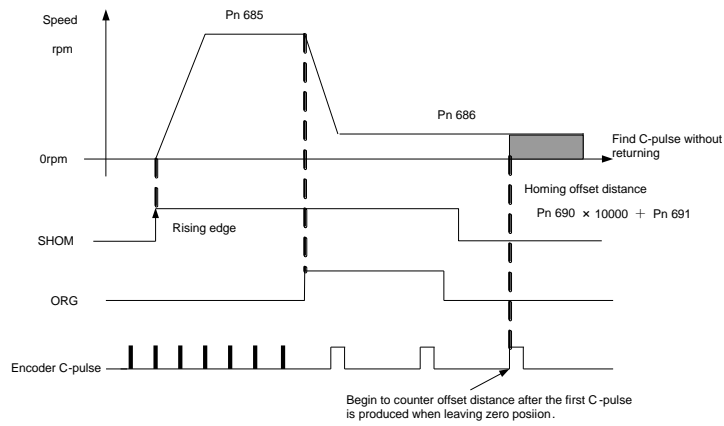 Speed
rpm
Pn 685
Pn 686
0rpm
Find C-pulse without
returning
Homing offset distance
Pn 690 × 10000 + Pn 691
Rising edge
SHOM
ORG
Encoder C-pulse
Begin to counter offset distance after the first C-pulse
is produced when leaving zero posiion.